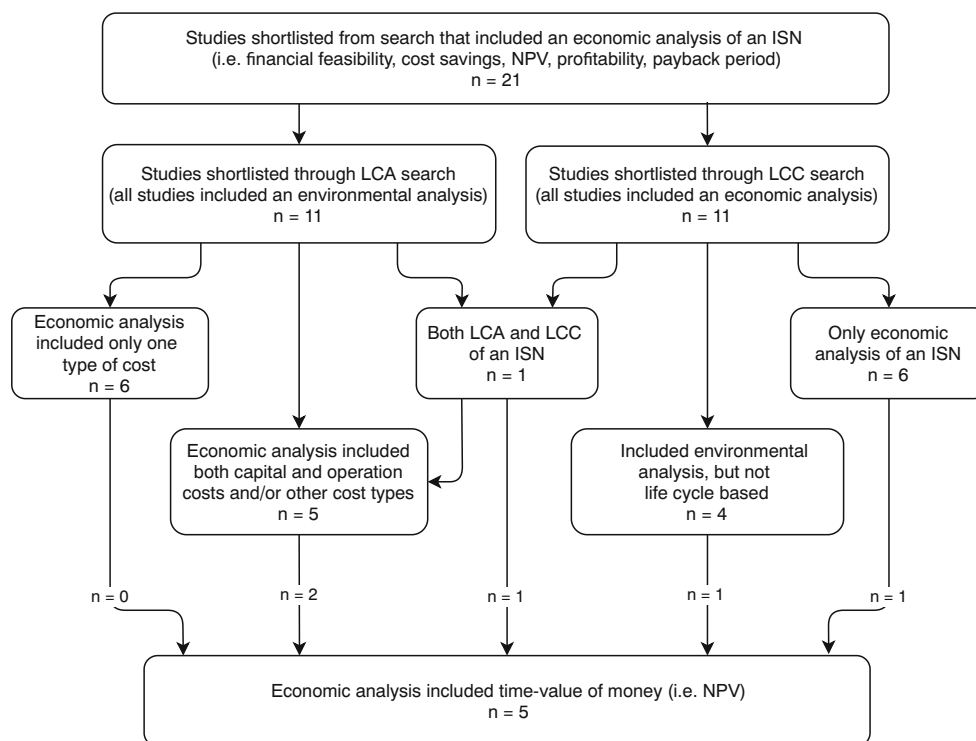 Studies shortlisted from search that included an economic analysis of an ISN
(i.e. financial feasibility, cost savings, NPV, profitability, payback period)
n = 21
Studies shortlisted through LCA search
(all studies included an environmental analysis)
n = 11
Studies shortlisted through LCC search
(all studies included an economic analysis)
n = 11
Economic analysis
included only one
type of cost
n = 6
Both LCA and LCC
of an ISN
n = 1
Only economic
analysis of an ISN
n = 6
Economic analysis included
both capital and operation
costs and/or other cost types
n = 5
Included environmental
analysis, but not
life cycle based
n = 4
n = 0
n = 2
n = 1
n = 1
n = 1
Economic analysis included time-value of money (i.e. NPV)
n = 5